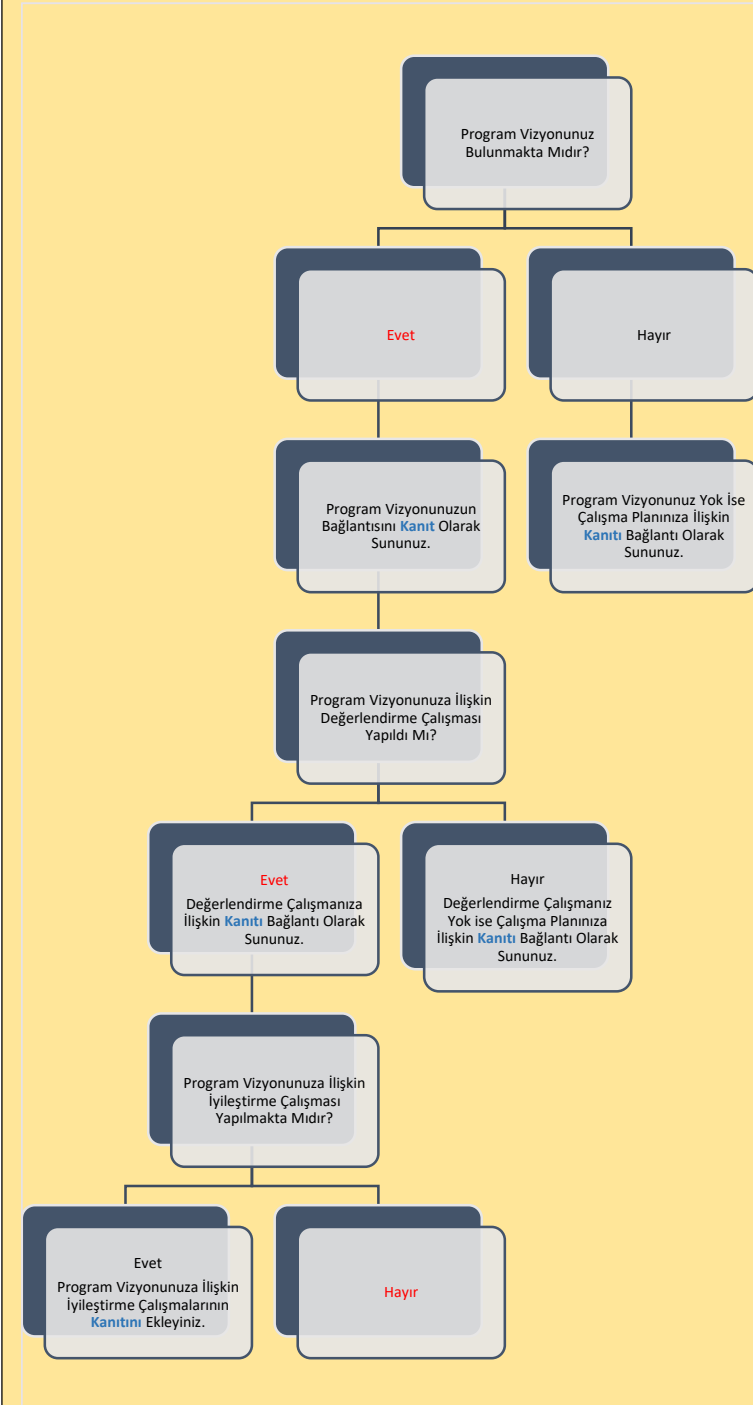 Program Vizyonunuz
Bulunmakta Mıdır?
Evet
Hayır
Program Vizyonunuzun
Bağlantısını Kanıt Olarak
Sununuz.
Program Vizyonunuz Yok İse
Çalışma Planınıza İlişkin
Kanıtı Bağlantı Olarak
Sununuz.
Program Vizyonunuza İlişkin
Değerlendirme Çalışması
Yapıldı Mı?
Evet
Değerlendirme Çalışmanıza
İlişkin Kanıtı Bağlantı Olarak
Sununuz.
Hayır
Değerlendirme Çalışmanız
Yok ise Çalışma Planınıza
İlişkin Kanıtı Bağlantı Olarak
Sununuz.
Program Vizyonunuza İlişkin
İyileştirme Çalışması
Yapılmakta Mıdır?
Evet
Program Vizyonunuza İlişkin
İyileştirme Çalışmalarının
Kanıtını Ekleyiniz.
Hayır